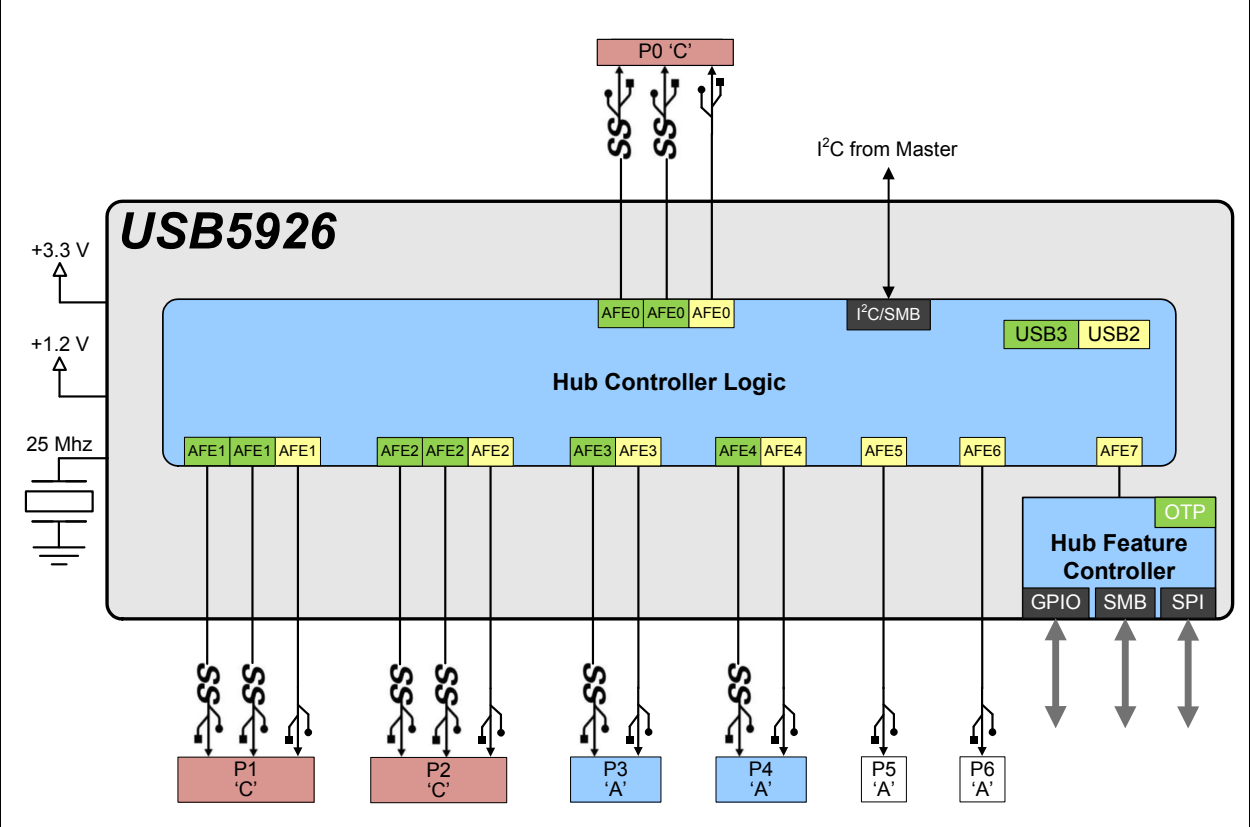 P0 ‘C’
SS SS
I²C from Master
USB5926
+3.3 V
AFE0 AFE0 AFE0
I²C/SMB
USB3 USB2
+1.2 V
Hub Controller Logic
25 Mhz
AFE1 AFE1 AFE1 AFE2 AFE2 AFE2 AFE3 AFE3 AFE4 AFE4 AFE5 AFE6 AFE7
OTP
Hub Feature
Controller
GPIO SMB SPI
SS SS SS SS SS SS
P1
‘C’
P2
‘C’
P3
‘A’
P4
‘A’
P5
‘A’
P6
‘A’